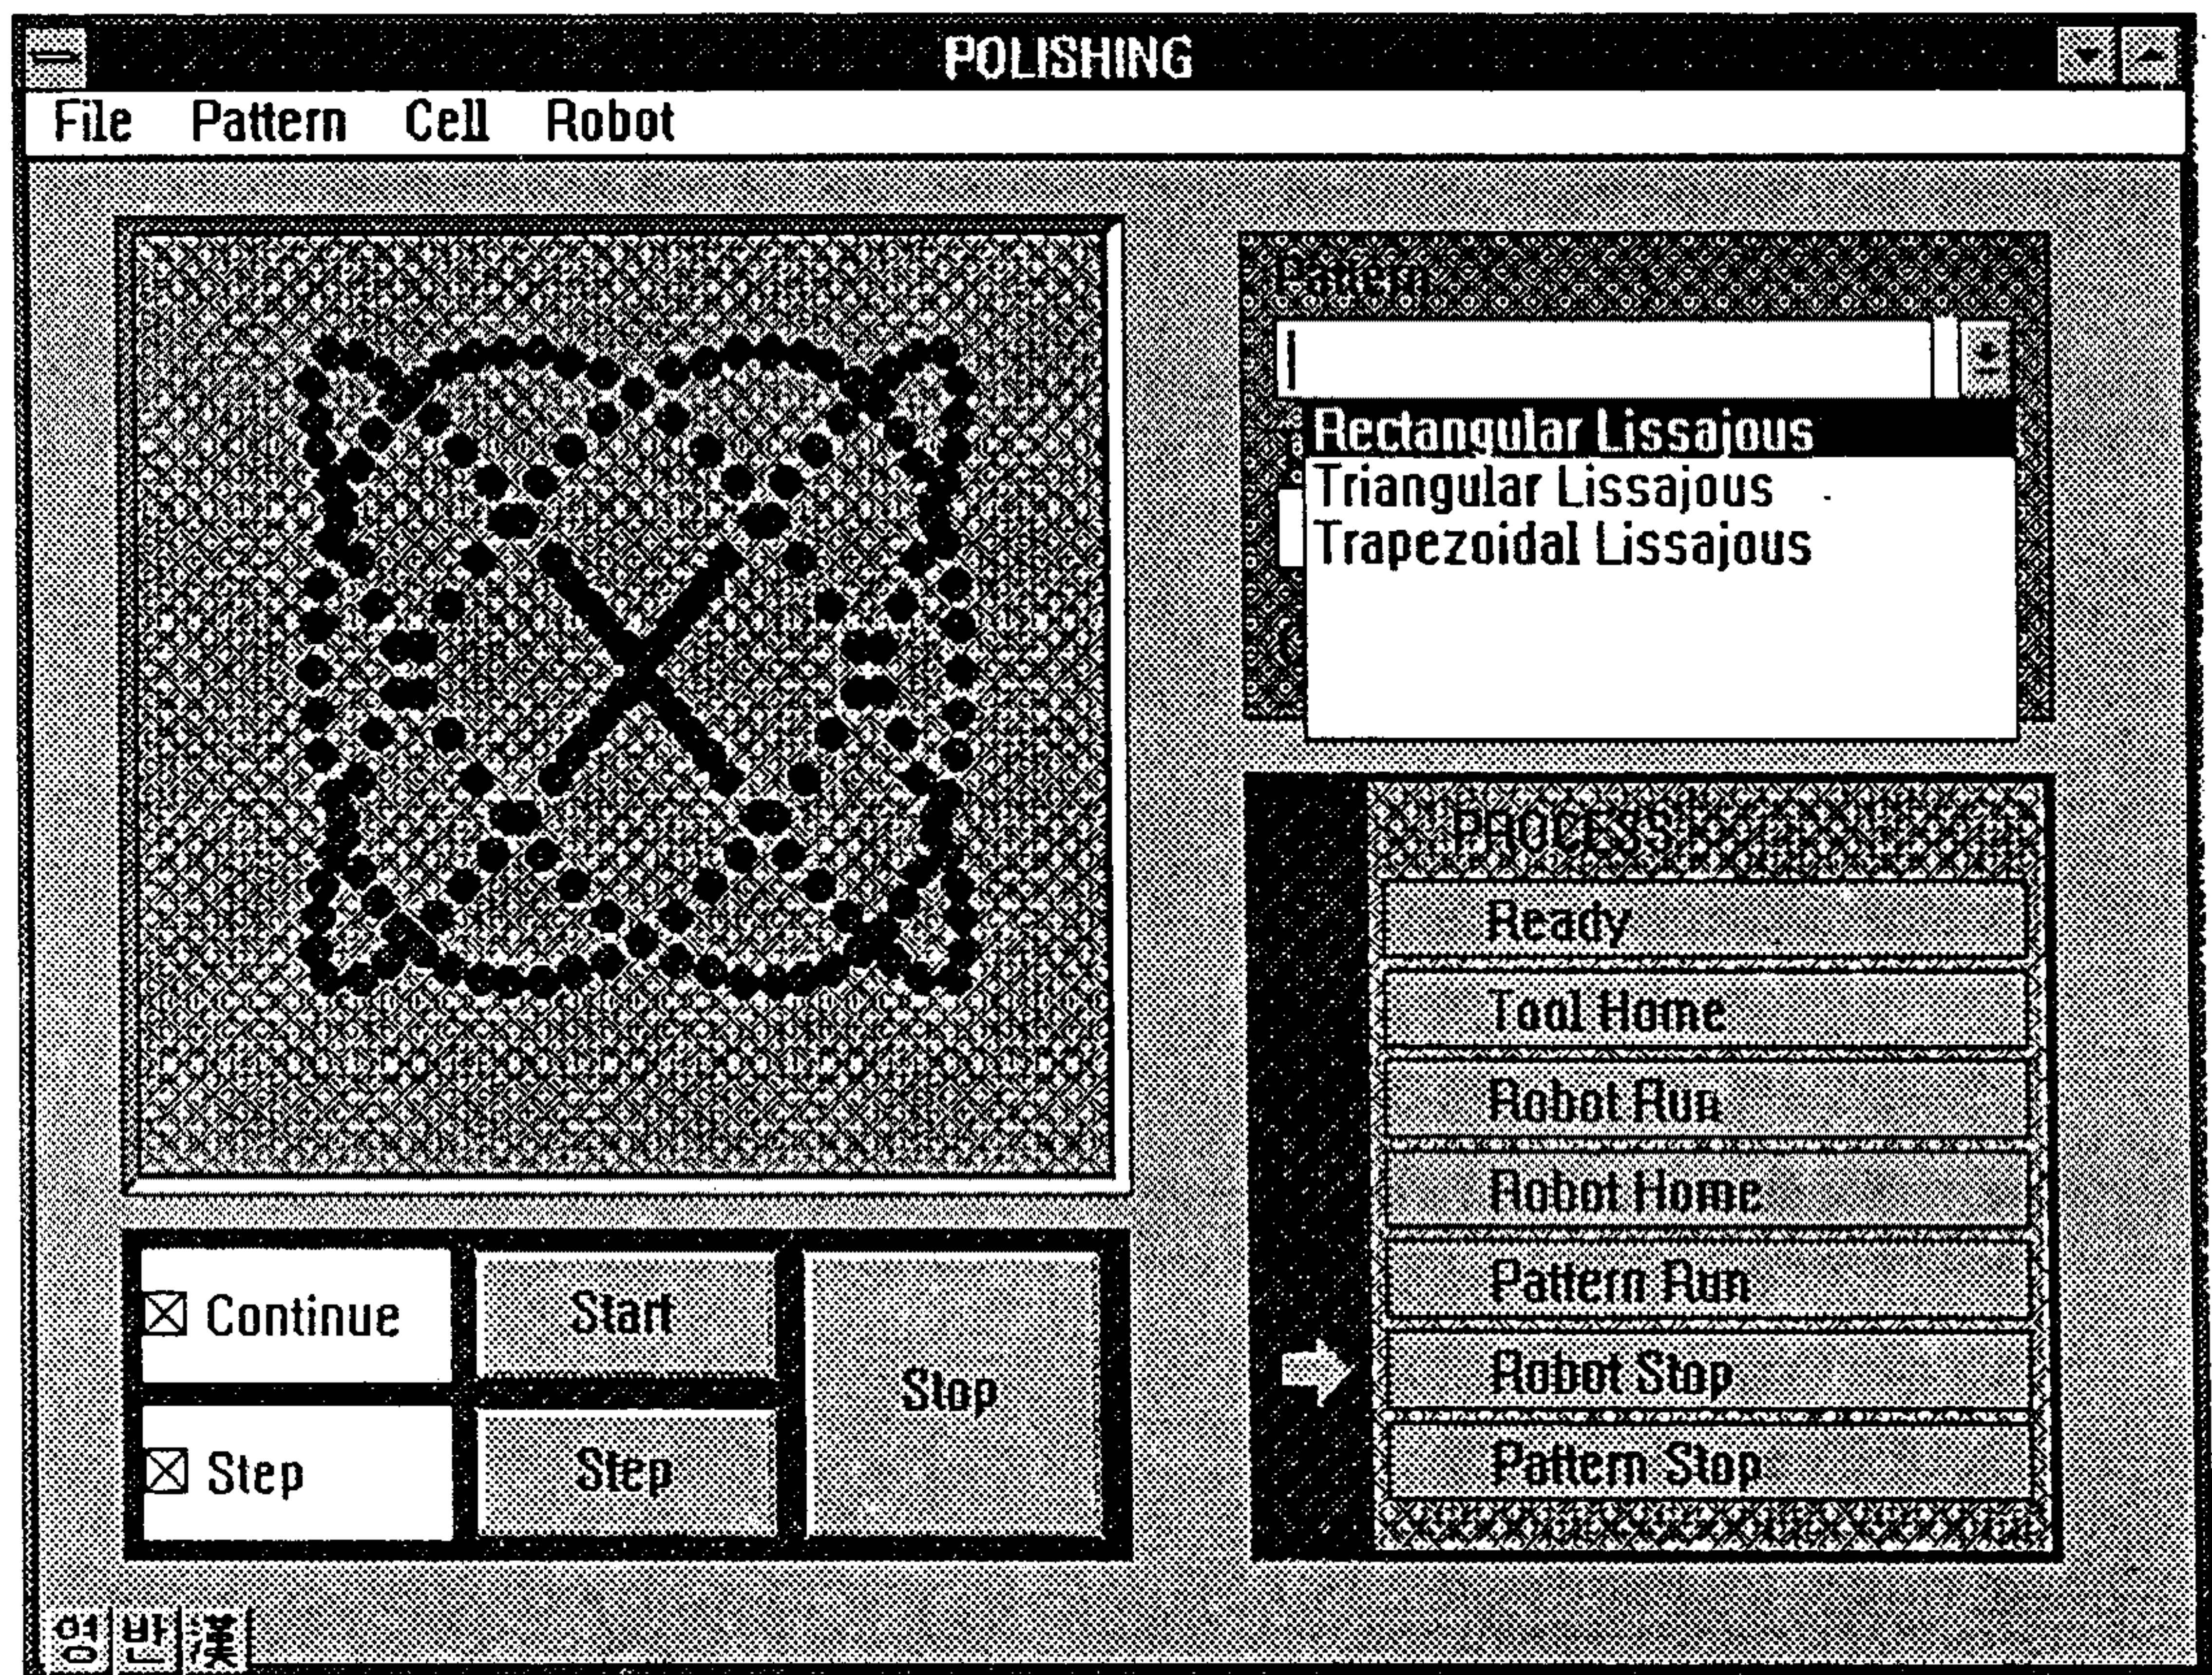 POLISHING
File Pattern Cell Robot
Pattern
Rectangular Lissajous
Triangular Lissajous
Trapezoidal Lissajous
PROCESS
Ready
Tool Home
Robot Run
Robot Home
Pattern Run
Robot Stop
Pattern Stop
Continue
Start
Stop
Step
Step
영 반 漢